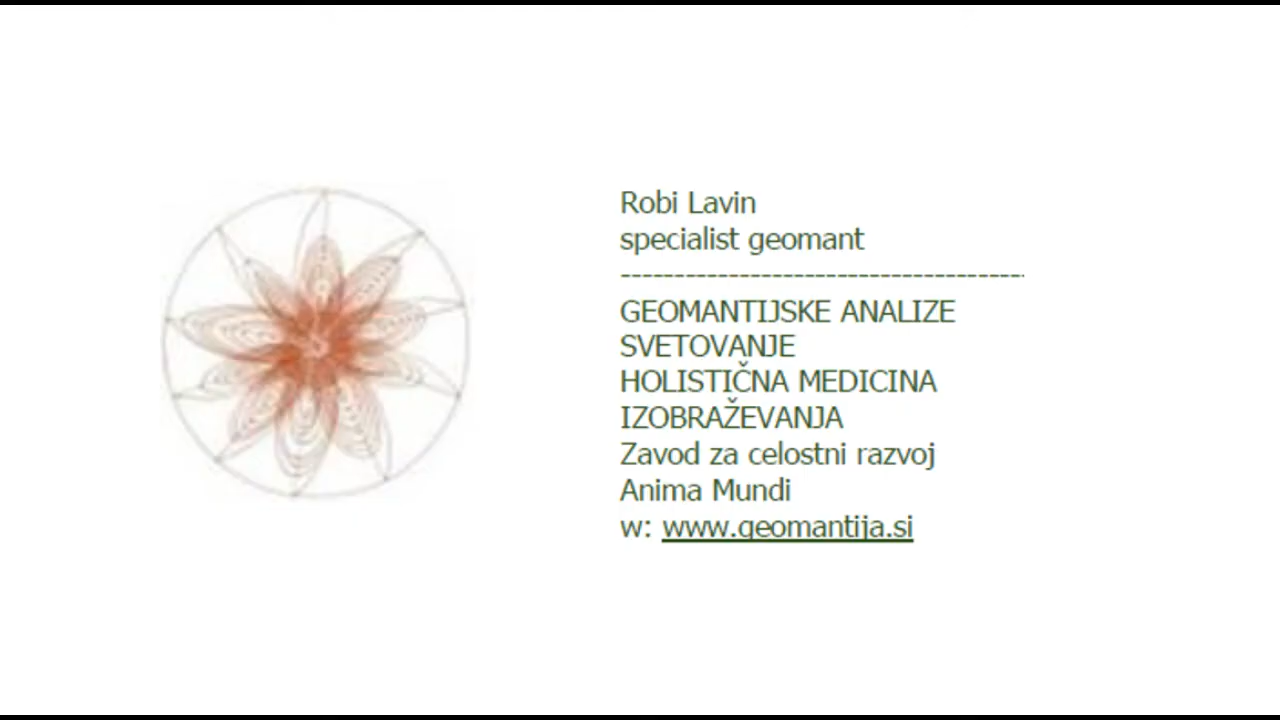 Robi Lavin
specialist geomant
-------------------------------------
GEOMANTIJSKE ANALIZE
SVETOVANJE
HOLISTIČNA MEDICINA
IZOBRAŽEVANJA
Zavod za celostni razvoj
Anima Mundi
w: www.geomantija.si